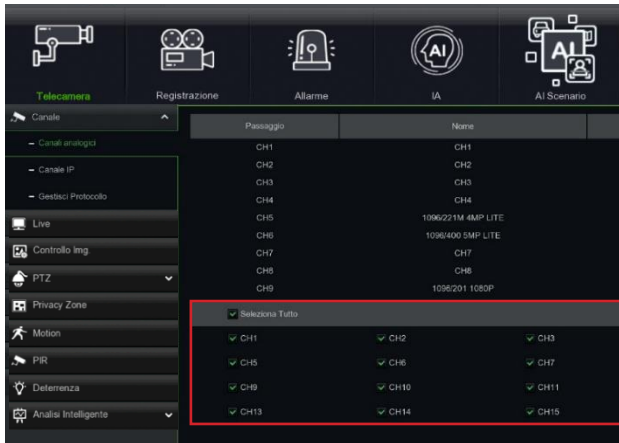 AI
AI
Telecamera Registrazione Allarme IA AI Scenario
Canale
– Canali analogici
– Canale IP
– Gestisci Protocollo
Live
Controllo Img.
PTZ
Privacy Zone
Motion
PIR
Deterrenza
Analisi Intelligente
Passaggio Nome
CH1 CH1
CH2 CH2
CH3 CH3
CH4 CH4
CH5 1096/221M 4MP LITE
CH6 1096/400 5MP LITE
CH7 CH7
CH8 CH8
CH9 1096/201 1080P
Seleziona Tutto
CH1 CH2 CH3
CH5 CH6 CH7
CH9 CH10 CH11
CH13 CH14 CH15